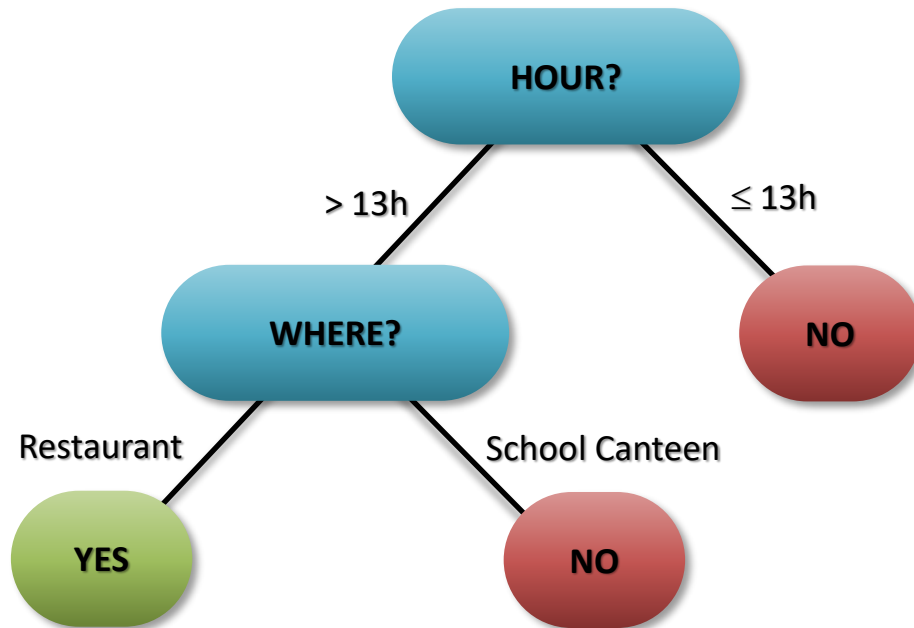 HOUR?
> 13h
≤ 13h
WHERE?
NO
Restaurant
School Canteen
YES
NO